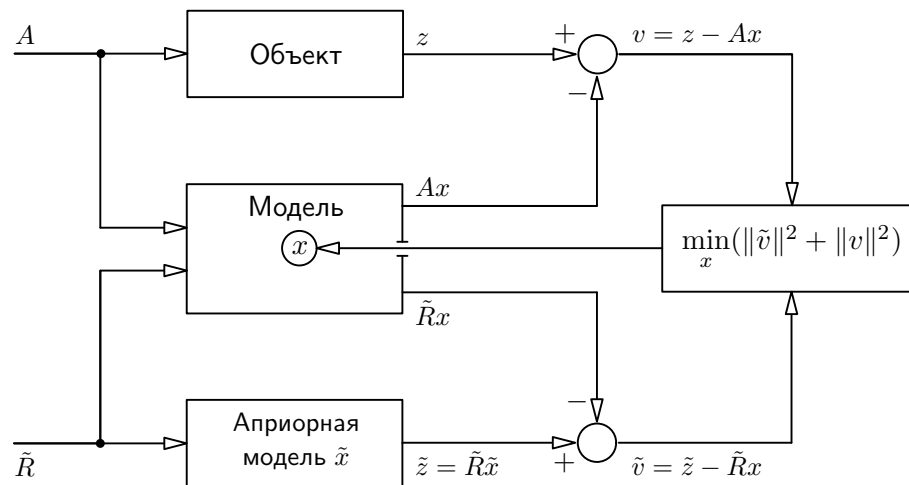 A
Объект
z
+
v = z − Ax
−
Модель
x
Ax
min(‖ṽ‖² + ‖v‖²)
x
R̃x
−
R̃
Априорная
модель x̃
z̃ = R̃x̃
+
ṽ = z̃ − R̃x